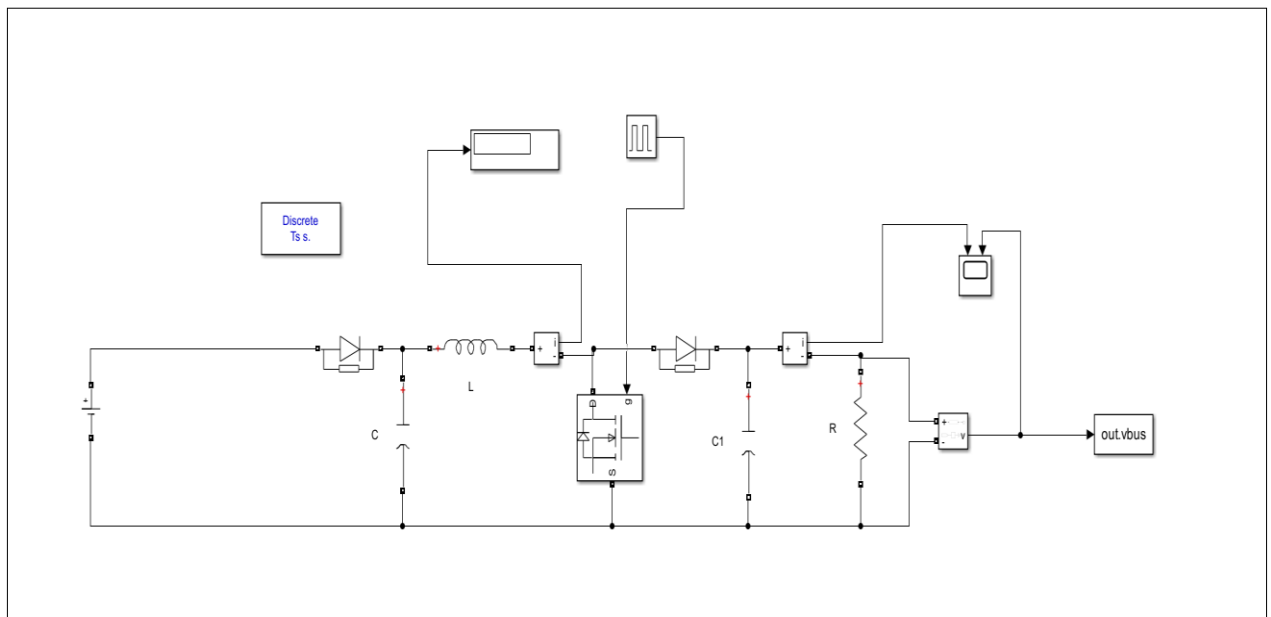 Discrete
Ts s.
i
+
-
L
D
g
S
C
i
+
-
C1
R
+
-
v
out.vbus
+